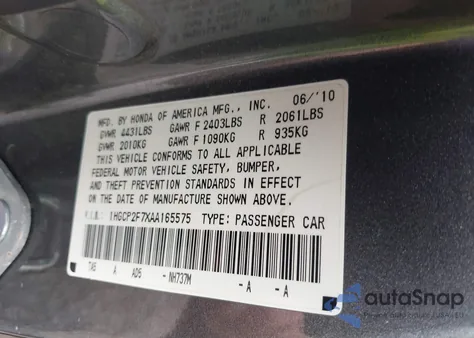 MFD. BY HONDA OF AMERICA MFG., INC. 06/'10
GVWR 4431LBS GAWR F 2403LBS R 2061LBS
GVWR 2010KG GAWR F 1090KG R 935KG
THIS VEHICLE CONFORMS TO ALL APPLICABLE
FEDERAL MOTOR VEHICLE SAFETY, BUMPER,
AND THEFT PREVENTION STANDARDS IN EFFECT
ON THE DATE OF MANUFACTURE SHOWN ABOVE.
1HGCP2F7XAA165575 TYPE: PASSENGER CAR
A AD5 - NH737M -A -A
autoSnap